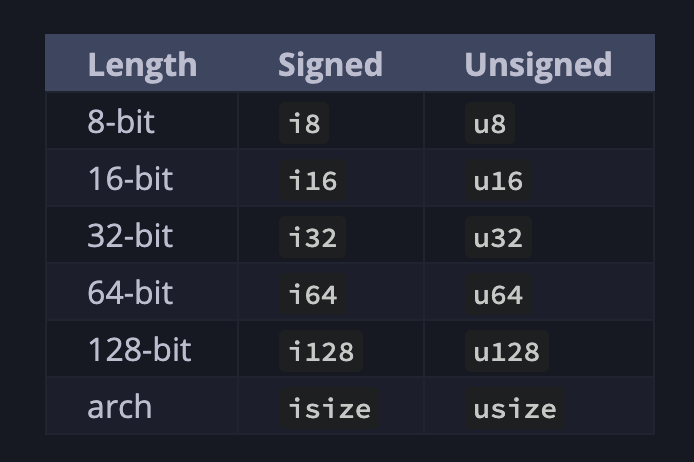 Length Signed Unsigned
8-bit i8 u8
16-bit i16 u16
32-bit i32 u32
64-bit i64 u64
128-bit i128 u128
arch isize usize